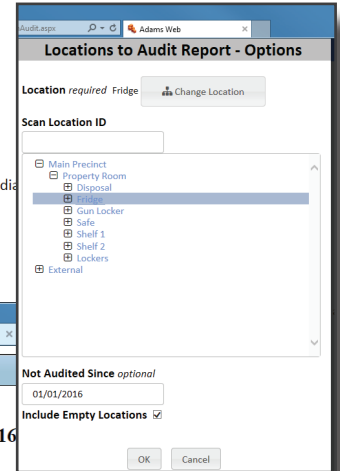 Audit.aspx
Adams Web
Locations to Audit Report - Options
Location required Fridge Change Location
Scan Location ID
Main Precinct
Property Room
Disposal
Fridge
Gun Locker
Safe
Shelf 1
Shelf 2
Lockers
External
dia
Not Audited Since optional
01/01/2016
Include Empty Locations
16
OK Cancel